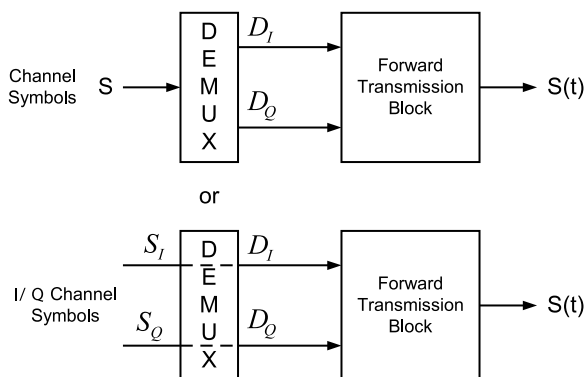 D E M U X
D_I
D_Q
Channel
Symbols
S
Forward
Transmission
Block
S(t)
or
S_I
S_Q
I/ Q Channel
Symbols
D E M U X
D_I
D_Q
Forward
Transmission
Block
S(t)